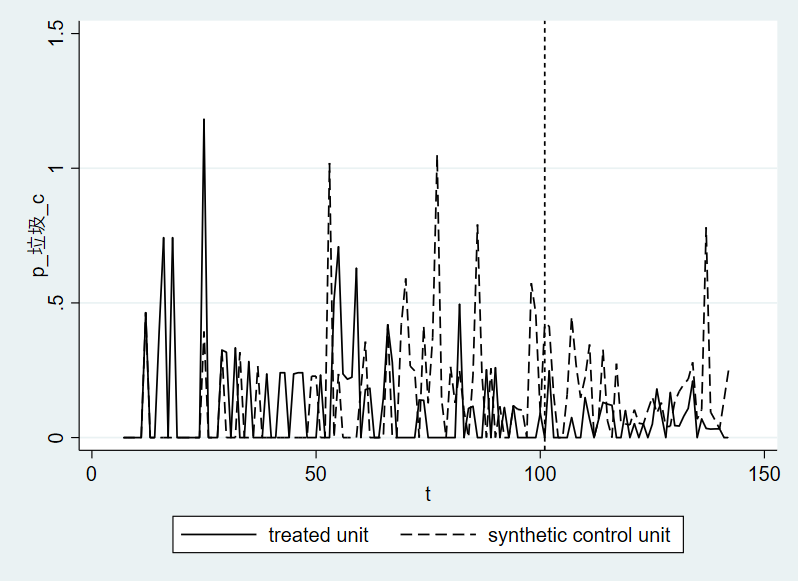 p_垃圾_c
1.5
1
.5
0
0 50 100 150
t
treated unit synthetic control unit